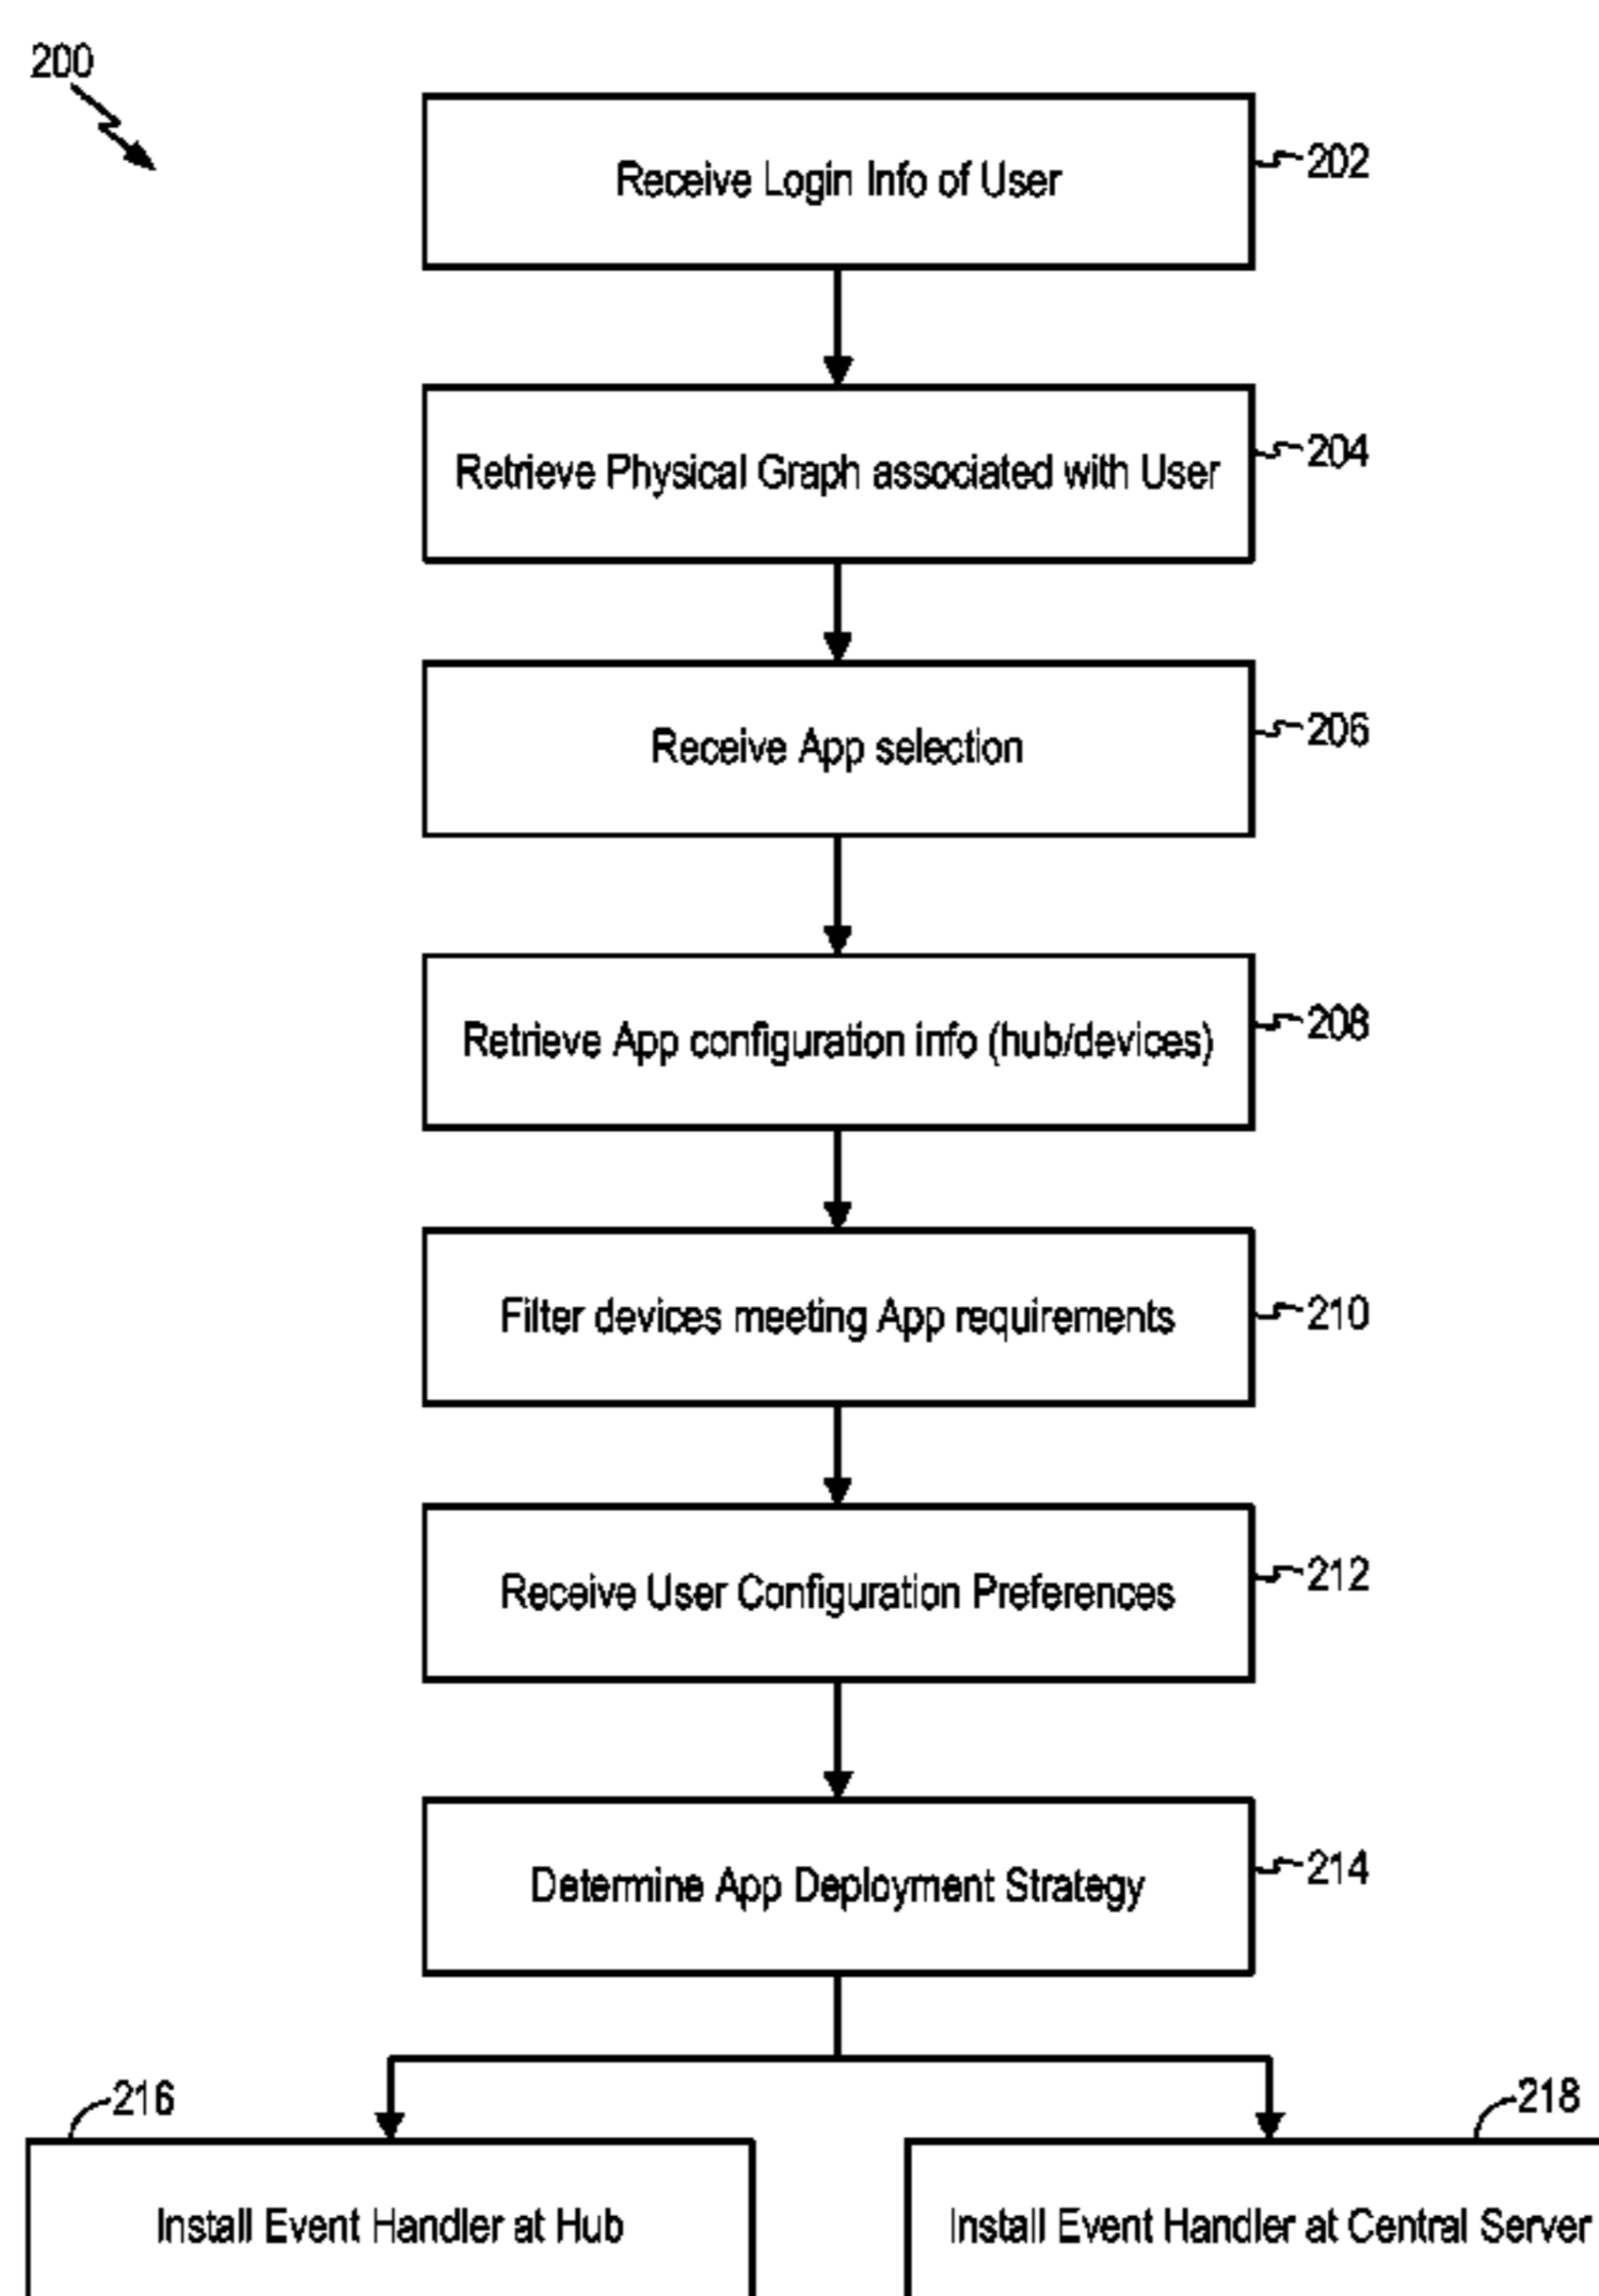 200
Receive Login Info of User
202
Retrieve Physical Graph associated with User
204
Receive App selection
206
Retrieve App configuration info (hub/devices)
208
Filter devices meeting App requirements
210
Receive User Configuration Preferences
212
Determine App Deployment Strategy
214
216
218
Install Event Handler at Hub
Install Event Handler at Central Server